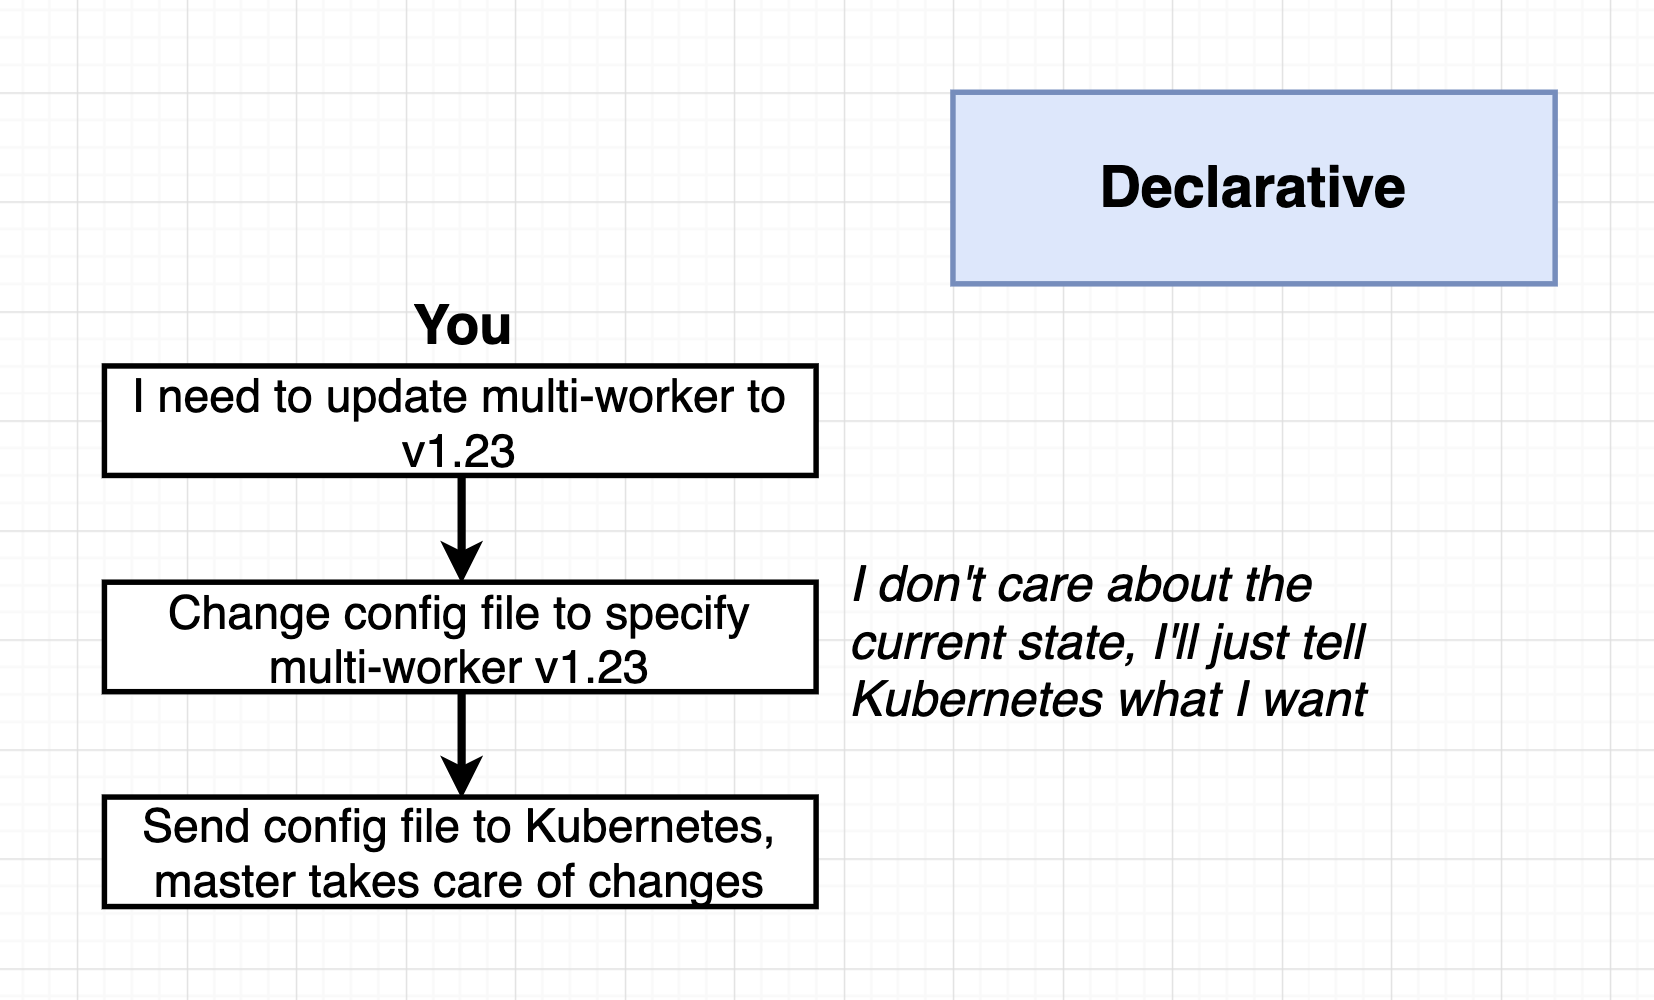 Declarative
You
I need to update multi-worker to
v1.23
Change config file to specify
multi-worker v1.23
I don't care about the
current state, I'll just tell
Kubernetes what I want
Send config file to Kubernetes,
master takes care of changes